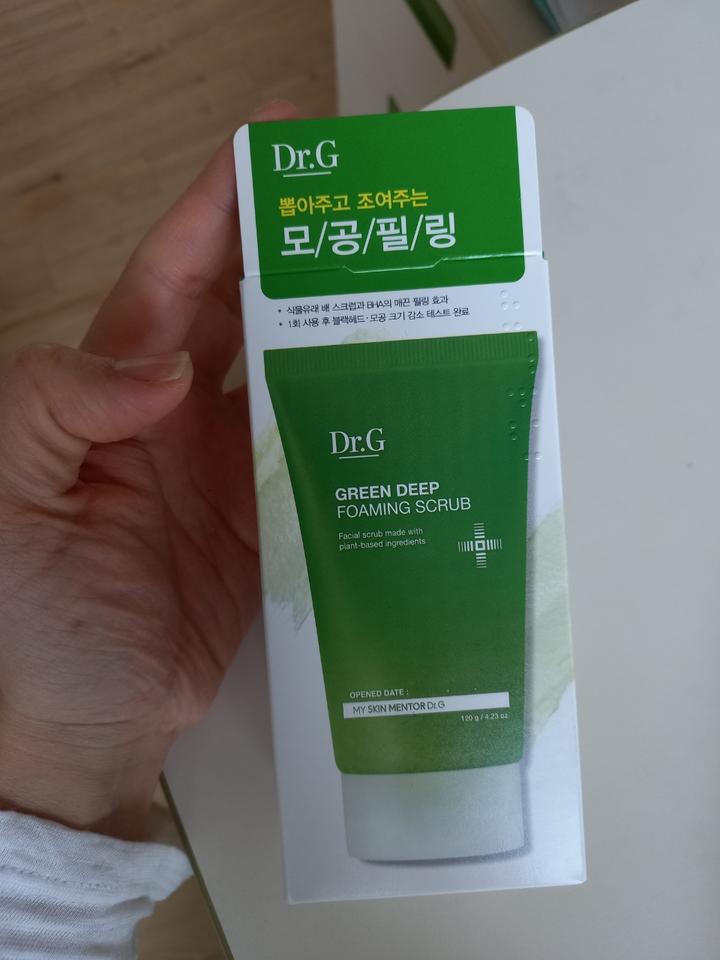 Dr.G
뽑아주고 조여주는
모/공/필/링
• 식물유래 배 스크럽과 BHA의 매끈 필링 효과
• 1회 사용 후 블랙헤드·모공 크기 감소 테스트 완료
Dr.G
GREEN DEEP
FOAMING SCRUB
Facial scrub made with
plant-based ingredients
OPENED DATE :
MY SKIN MENTOR Dr.G
120 g / 4.23 oz.